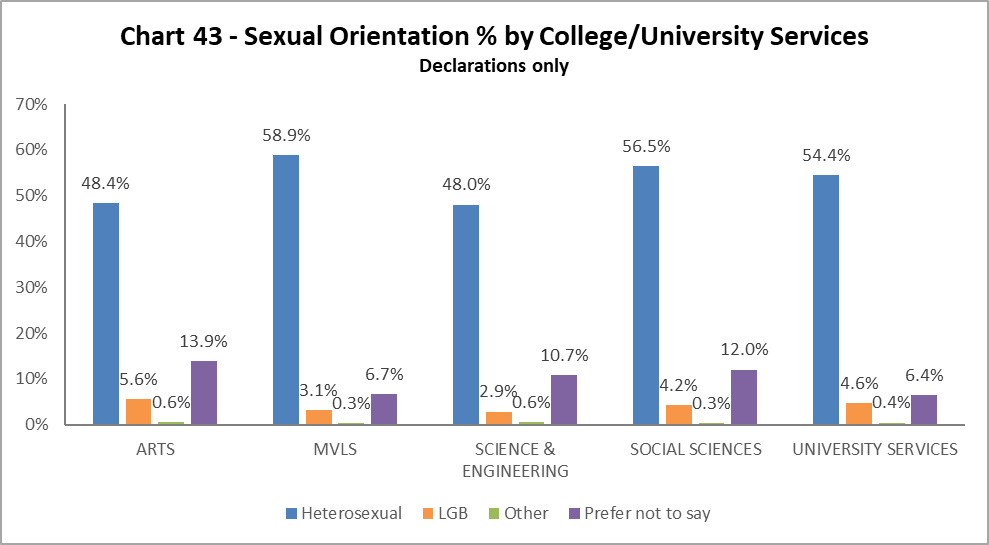 Chart 43 - Sexual Orientation % by College/University Services
Declarations only
70%
60%
50%
40%
30%
20%
10%
0%
48.4%
5.6%
0.6%
13.9%
58.9%
3.1%
0.3%
6.7%
48.0%
2.9%
0.6%
10.7%
56.5%
4.2%
0.3%
12.0%
54.4%
4.6%
0.4%
6.4%
ARTS
MVLS
SCIENCE &
ENGINEERING
SOCIAL SCIENCES
UNIVERSITY SERVICES
Heterosexual
LGB
Other
Prefer not to say